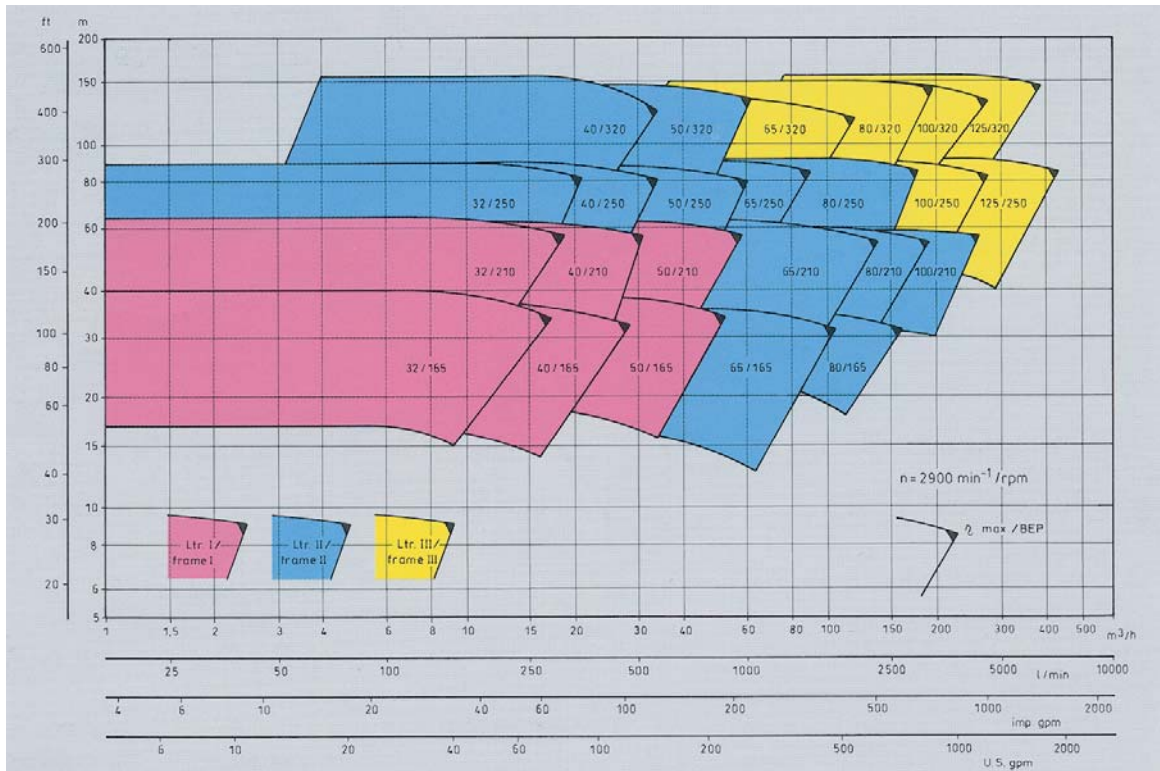 ft m
600
500
400
300
200
150
100
80
60
40
30
20
200
150
100
80
60
40
30
20
15
10
8
6
5
40/320 50/320 65/320 80/320 100/320 125/320
32/250 40/250 50/250 65/250 80/250 100/250 125/250
32/210 40/210 50/210 65/210 80/210 100/210
32/165 40/165 50/165 65/165 80/165
n = 2900 min⁻¹/rpm
η max /BEP
Ltr. I/
frame I
Ltr. II/
frame II
Ltr. III/
frame III
1 1,5 2 3 4 6 8 10 20 30 40 60 80 100 150 200 300 400 500 600
m³/h
25 50 100 250 500 1000 2500 5000 10000
l/min
4 6 10 20 40 60 100 200 500 1000 2000
imp. gpm
6 10 20 40 60 100 200 500 1000 2000
U.S. gpm